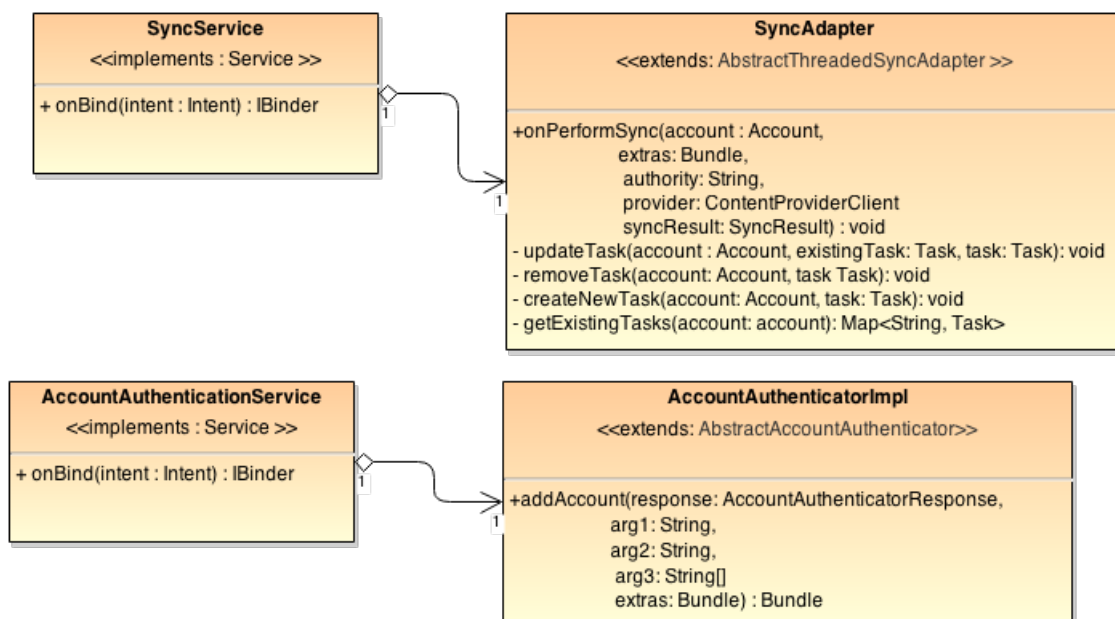 SyncService
<<implements : Service >>
+ onBind(intent : Intent) : IBinder
1
1
SyncAdapter
<<extends: AbstractThreadedSyncAdapter >>
+onPerformSync(account : Account,
extras: Bundle,
authority: String,
provider: ContentProviderClient
syncResult: SyncResult) : void
- updateTask(account : Account, existingTask: Task, task: Task): void
- removeTask(account: Account, task Task): void
- createNewTask(account: Account, task: Task): void
- getExistingTasks(account: account): Map<String, Task>
AccountAuthenticationService
<<implements : Service >>
+ onBind(intent : Intent) : IBinder
1
1
AccountAuthenticatorImpl
<<extends: AbstractAccountAuthenticator>>
+addAccount(response: AccountAuthenticatorResponse,
arg1: String,
arg2: String,
arg3: String[]
extras: Bundle) : Bundle